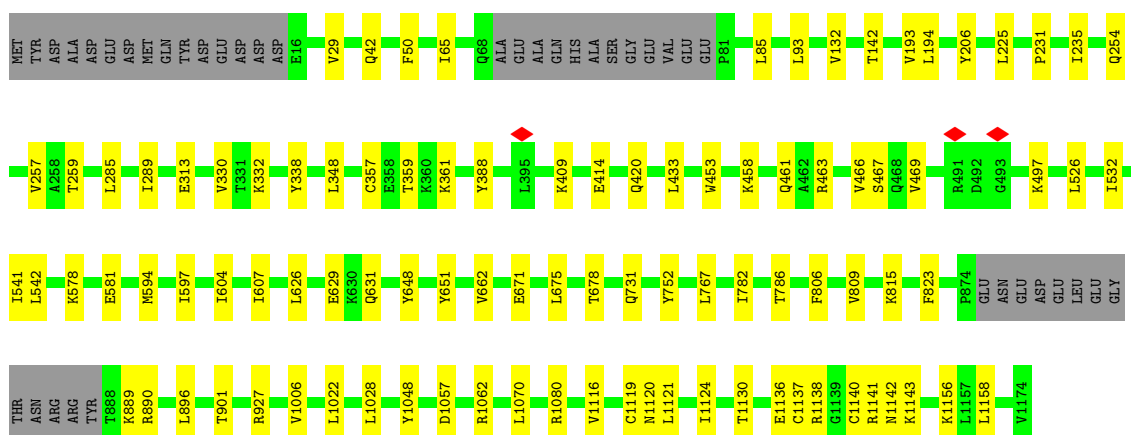 MET TYR ASP ALA ASP GLU ASP ASP MET GLN TYR ASP GLU ASP ASP ASP E16 V29 Q42 F50 I65 Q68 ALA GLU ALA GLN HIS ALA SER GLY GLU VAL GLU GLU P81 L85 L93 V132 T142 V193 L194 Y206 L225 P231 I235 Q254
V257 A258 T259 L285 I289 E313 V330 T331 K332 Y338 L348 C357 E358 T359 K360 K361 Y388 L395 K409 E414 Q420 L433 W453 K458 Q461 A462 R463 V466 S467 Q468 V469 R491 D492 G493 K497 L526 I532
I541 L542 K578 E581 M594 I597 I604 I607 L626 E629 K630 Q631 Y648 Y651 V662 E671 L675 T678 Q731 Y752 L767 I782 T786 F806 V809 K815 F823 P874 GLU ASN GLU ASP GLU LEU GLU GLY
THR ASN ARG ARG TYR T888 K889 R890 L896 T901 R927 V1006 L1022 L1028 Y1048 D1057 R1062 L1070 R1080 V1116 C1119 N1120 L1121 I1124 T1130 E1136 C1137 R1138 G1139 C1140 R1141 N1142 K1143 K1156 L1157 L1158 V1174